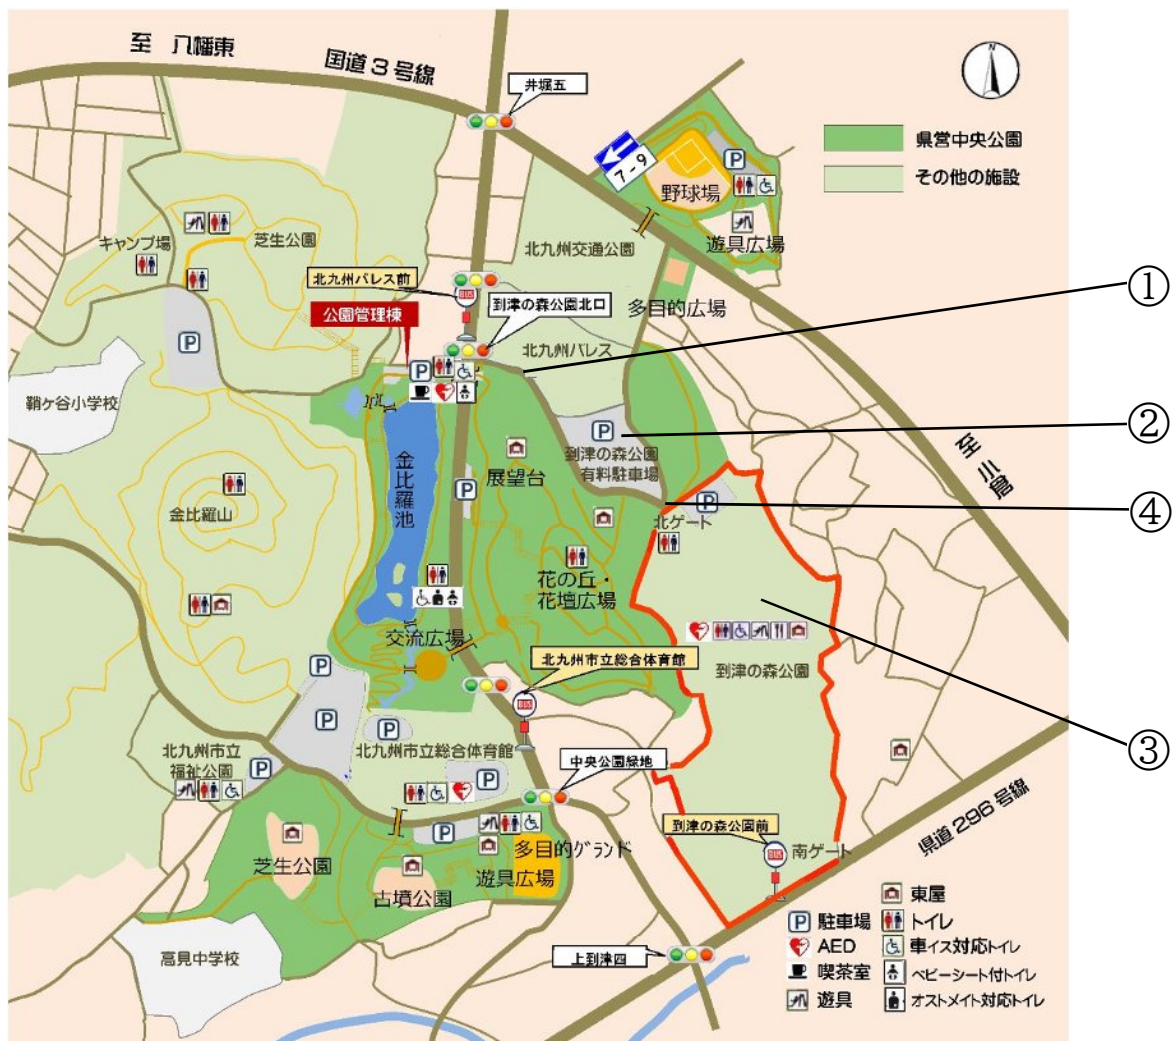 至 八幡東
国道3号線
井堀五
N
県営中央公園
その他の施設
7-9
P
野球場
遊具広場
キャンプ場
芝生公園
北九州交通公園
北九州パレス前
BUS
到津の森公園北口
公園管理棟
多目的広場
①
P
北九州パレス
P
鞘ヶ谷小学校
P
②
到津の森公園
有料駐車場
至 小倉
金比羅池
展望台
P
P
④
金比羅山
北ゲート
花の丘・
花壇広場
③
交流広場
北九州市立総合体育館
到津の森公園
P
P
BUS
P
北九州市立総合体育館
北九州市立
福祉公園
P
P
中央公園緑地
P
到津の森公園前
県道296号線
多目的グランド
BUS
南ゲート
芝生公園
遊具広場
古墳公園
高見中学校
上到津四
東屋
P 駐車場
トイレ
AED
車イス対応トイレ
喫茶室
ベビーシート付トイレ
遊具
オストメイト対応トイレ